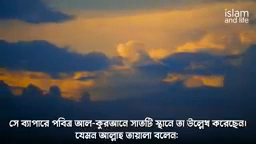 islam
and life
সে ব্যাপারে পবিত্র আল-কুরআনে সাতটি স্থানে তা উল্লেখ করেছেন।
যেমন আল্লাহ তায়ালা বলেন: